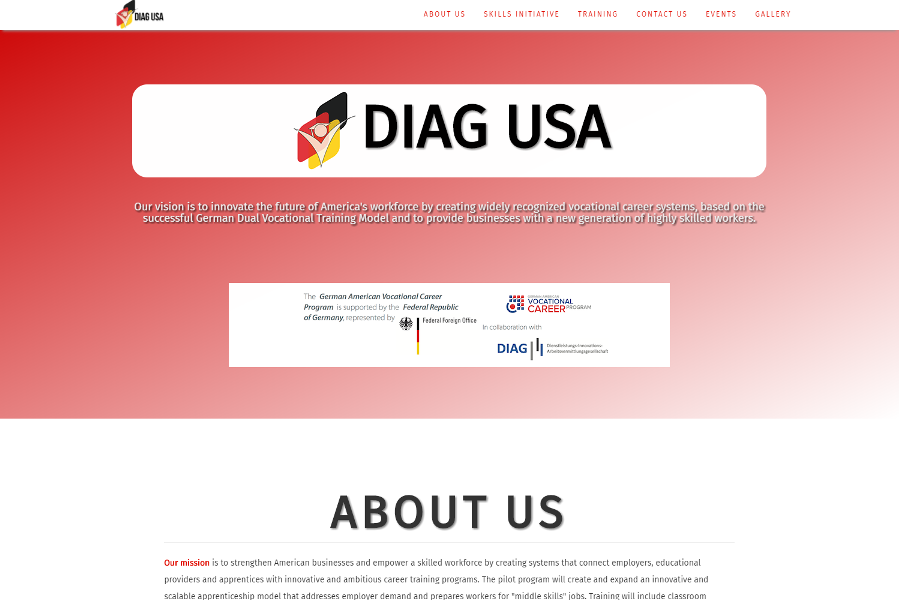 DIAG USA
ABOUT US
SKILLS INITIATIVE
TRAINING
CONTACT US
EVENTS
GALLERY
DIAG USA
Our vision is to innovate the future of America's workforce by creating widely recognized vocational career systems, based on the
successful German Dual Vocational Training Model and to provide businesses with a new generation of highly skilled workers.
The German American Vocational Career
Program is supported by the Federal Republic
of Germany, represented by
Federal Foreign Office
GERMAN AMERICAN
VOCATIONAL
CAREER PROGRAM
In collaboration with
DIAG
Dienstleistungs-Innovations-
ABOUT US
Our mission is to strengthen American businesses and empower a skilled workforce by creating systems that connect employers, educational
providers and apprentices with innovative and ambitious career training programs. The pilot program will create and expand an innovative and
scalable apprenticeship model that addresses employer demand and prepares workers for "middle skills" jobs. Training will include classroom